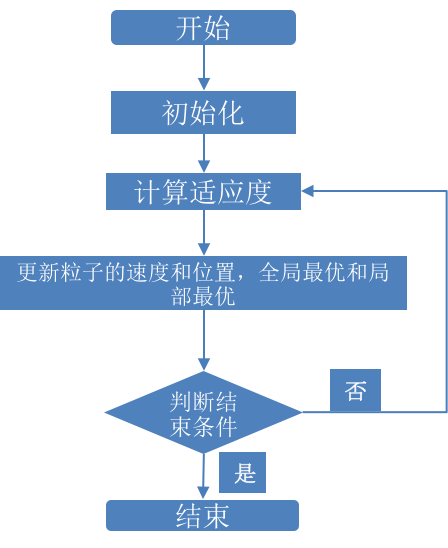 开始
初始化
计算适应度
更新粒子的速度和位置，全局最优和局
部最优
判断结
束条件
否
是
结束